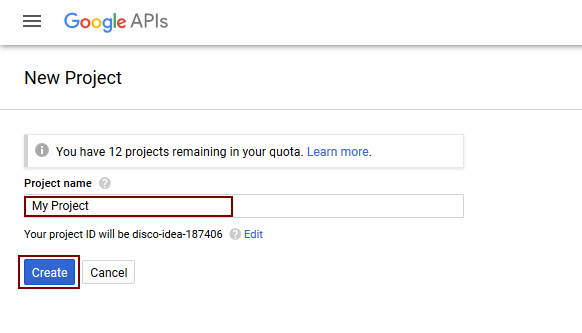 Google APIs
New Project
You have 12 projects remaining in your quota. Learn more.
Project name
My Project
Your project ID will be disco-idea-187406 Edit
Create Cancel